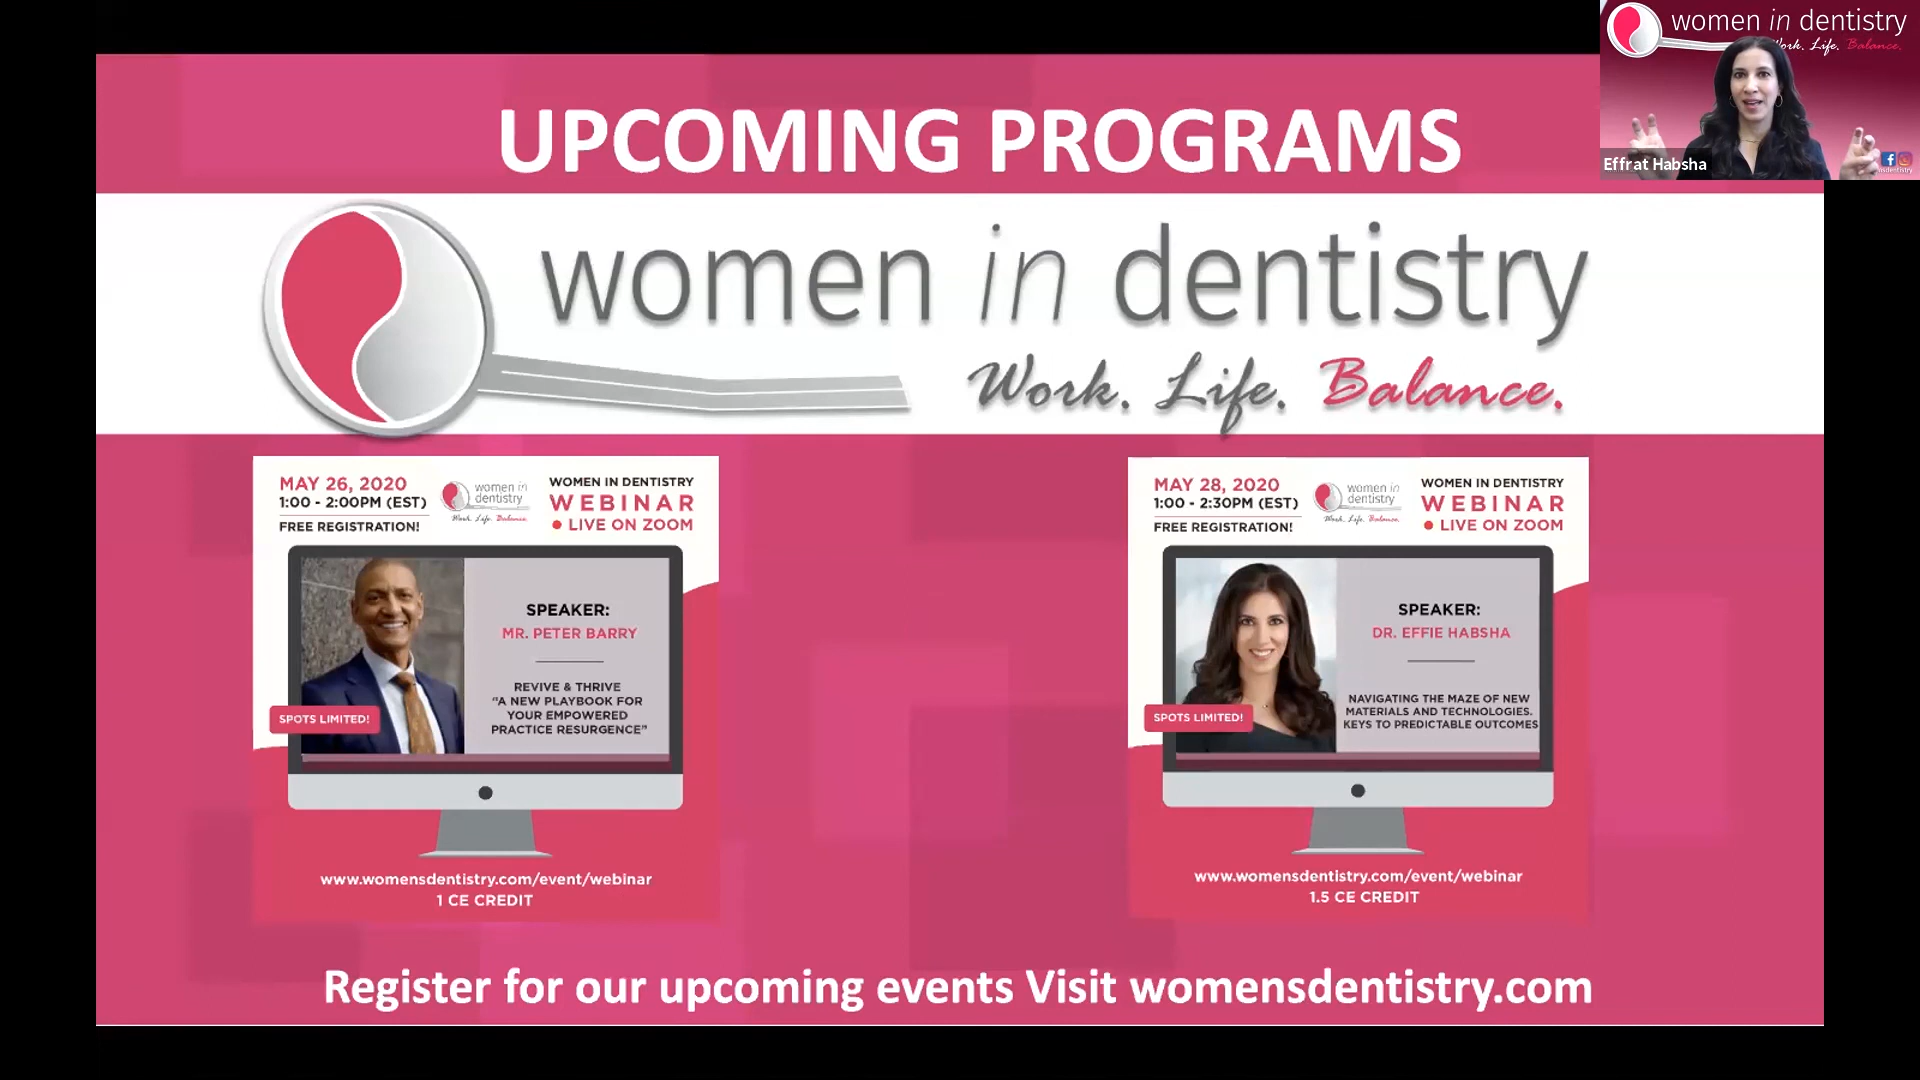 women in dentistry
Work. Life. Balance.
Effrat Habsha
UPCOMING PROGRAMS
women in dentistry
Work. Life. Balance.
MAY 26, 2020
1:00 - 2:00PM (EST)
FREE REGISTRATION!
women in
dentistry
Work. Life. Balance.
WOMEN IN DENTISTRY
WEBINAR
LIVE ON ZOOM
SPEAKER:
MR. PETER BARRY
REVIVE & THRIVE
“A NEW PLAYBOOK FOR
YOUR EMPOWERED
PRACTICE RESURGENCE”
SPOTS LIMITED!
www.womensdentistry.com/event/webinar
1 CE CREDIT
MAY 28, 2020
1:00 - 2:30PM (EST)
FREE REGISTRATION!
women in
dentistry
Work. Life. Balance.
WOMEN IN DENTISTRY
WEBINAR
LIVE ON ZOOM
SPEAKER:
DR. EFFIE HABSHA
NAVIGATING THE MAZE OF NEW
MATERIALS AND TECHNOLOGIES.
KEYS TO PREDICTABLE OUTCOMES
SPOTS LIMITED!
www.womensdentistry.com/event/webinar
1.5 CE CREDIT
Register for our upcoming events Visit womensdentistry.com